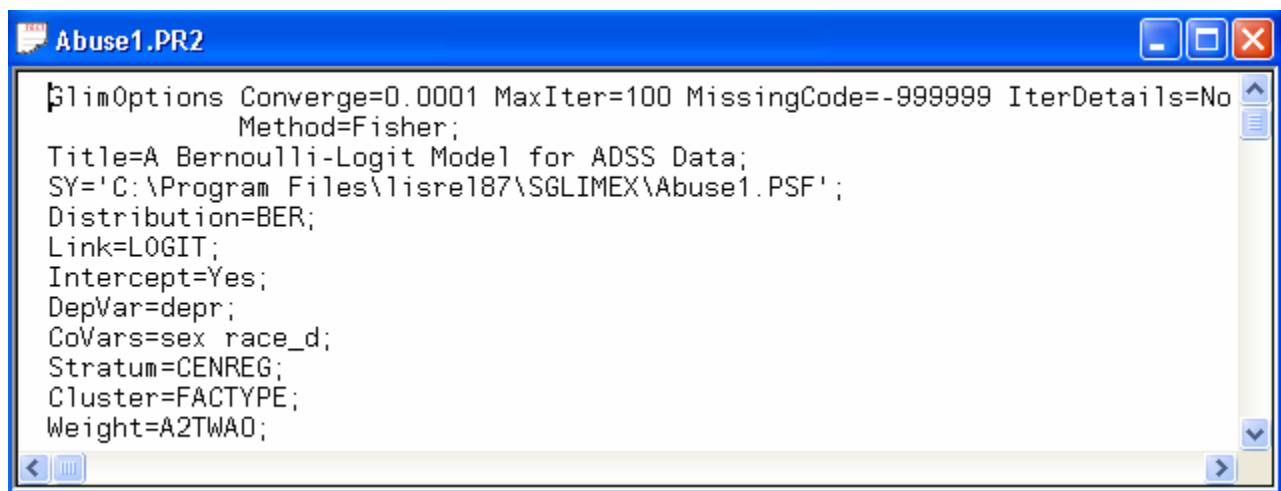 Abuse1.PR2
GlimOptions Converge=0.0001 MaxIter=100 MissingCode=-999999 IterDetails=No
Method=Fisher;
Title=A Bernoulli-Logit Model for ADSS Data;
SY='C:\Program Files\lisrel87\SGLIMEX\Abuse1.PSF';
Distribution=BER;
Link=LOGIT;
Intercept=Yes;
DepVar=depr;
CoVars=sex race_d;
Stratum=CENREG;
Cluster=FACTYPE;
Weight=A2TWA0;